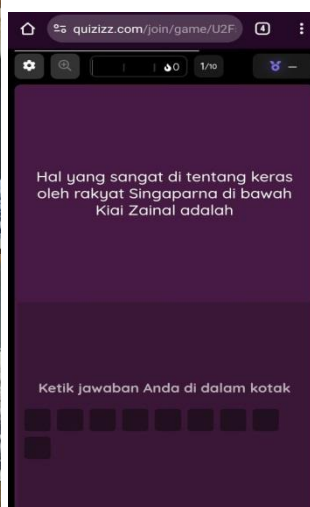 quizizz.com/join/game/U2F
4
0
1/10
Hal yang sangat di tentang keras
oleh rakyat Singaparna di bawah
Kiai Zainal adalah
Ketik jawaban Anda di dalam kotak